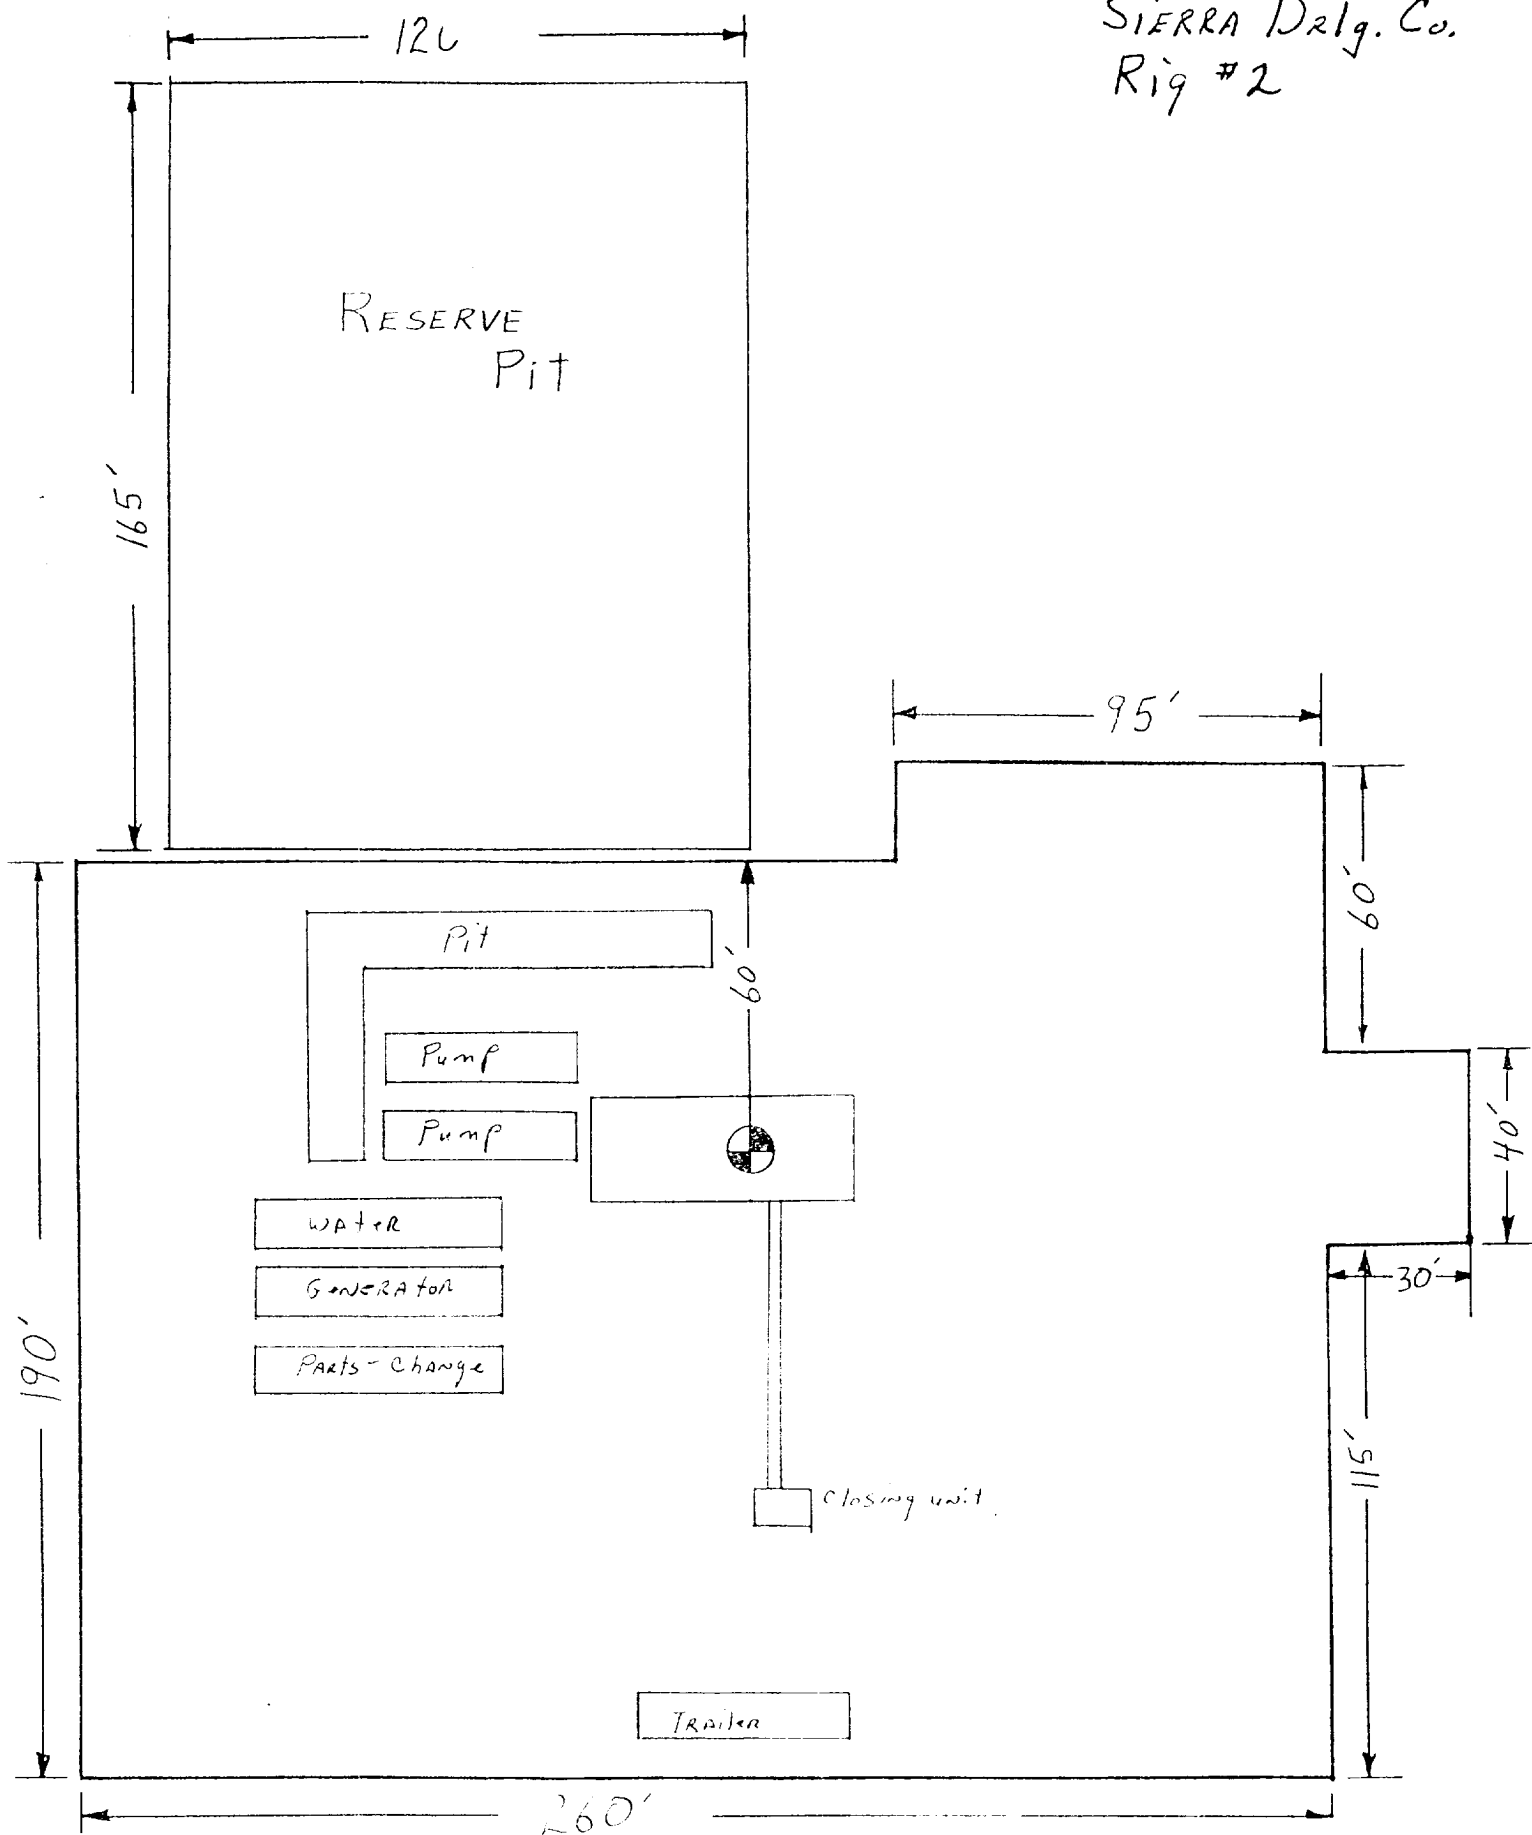 SIERRA Drlg. Co.
Rig #2
120
RESERVE
Pit
165'
95'
60'
Pit
60'
Pump
Pump
40'
WATER
30'
GENERATOR
190'
PARTS-Change
115'
Closing unit.
TRAILER
260'